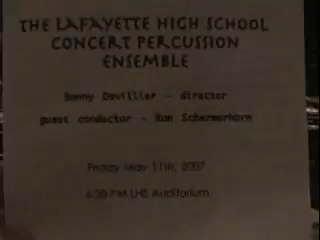 THE LAFAYETTE HIGH SCHOOL
CONCERT PERCUSSION
ENSEMBLE
Danny Devillier - director
guest conductor - Ron Schermerhorn
Friday May 11th, 2007
6:30 PM LHS Auditorium